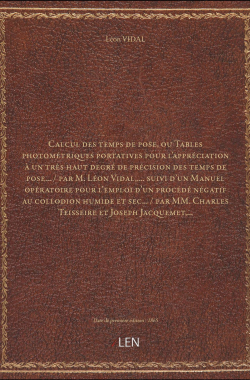 Léon VIDAL
Calcul des temps de pose, ou Tables
photométriques portatives pour l'appréciation
à un très haut degré de précision des temps de
pose... / par M. Léon Vidal,.... suivi d'un Manuel
opératoire pour l'emploi d'un procédé négatif
au collodion humide et sec... / par MM. Charles
Teisseire et Joseph Jacquemet,...
Date de première édition : 1865
LEN